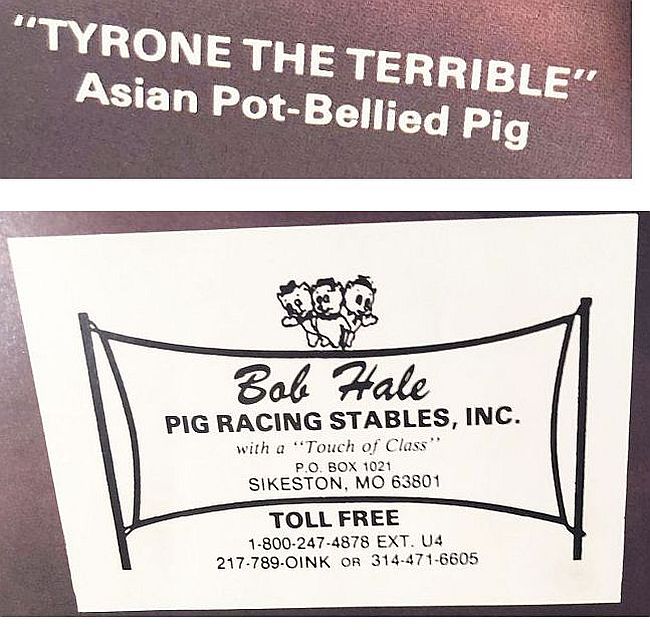 "TYRONE THE TERRIBLE"
Asian Pot-Bellied Pig
Bob Hale
PIG RACING STABLES, INC.
with a "Touch of Class"
P.O. BOX 1021
SIKESTON, MO 63801
TOLL FREE
1-800-247-4878 EXT. U4
217-789-OINK OR 314-471-6605